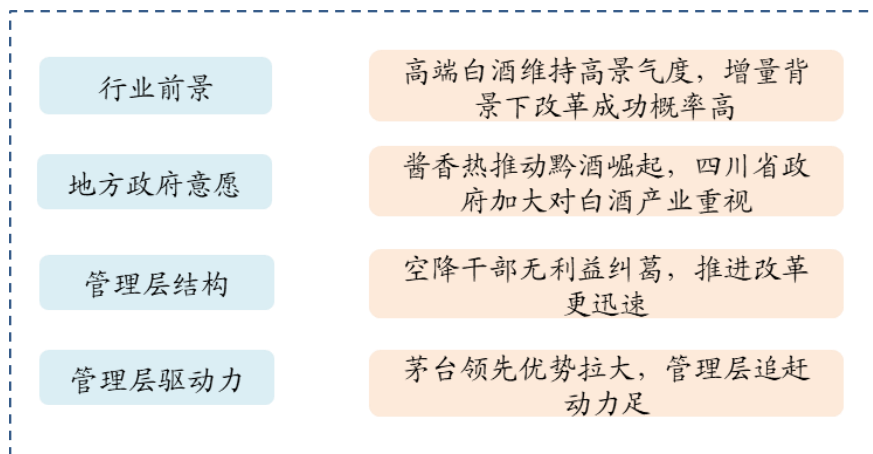 行业前景
高端白酒维持高景气度，增量背
景下改革成功概率高
地方政府意愿
酱香热推动黔酒崛起，四川省政
府加大对白酒产业重视
管理层结构
空降干部无利益纠葛，推进改革
更迅速
管理层驱动力
茅台领先优势拉大，管理层追赶
动力足